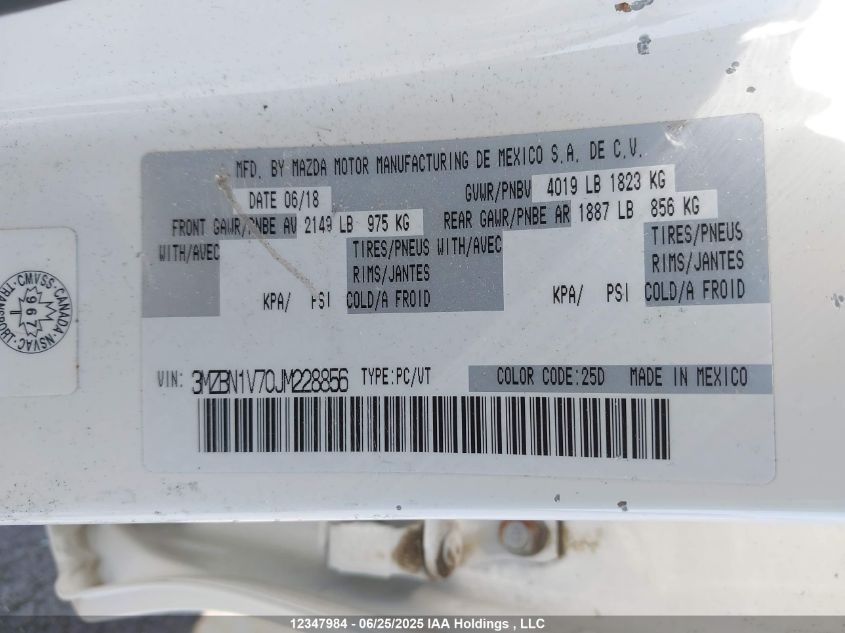 MFD. BY MAZDA MOTOR MANUFACTURING DE MEXICO S.A. DE C.V.
DATE 06/18 GVWR/PNBV 4019 LB 1823 KG
FRONT GAWR/PNBE AV 2149 LB 975 KG REAR GAWR/PNBE AR 1887 LB 856 KG
WITH/AVEC TIRES/PNEUS WITH/AVEC TIRES/PNEUS
RIMS/JANTES RIMS/JANTES
KPA/ PSI COLD/A FROID KPA/ PSI COLD/A FROID
CMVSS·CANADA·NSVAC·TRANSPORT
967
VIN: 3MZBN1V70JM228856 TYPE:PC/VT COLOR CODE:25D MADE IN MEXICO
12347984 - 06/25/2025 IAA Holdings , LLC